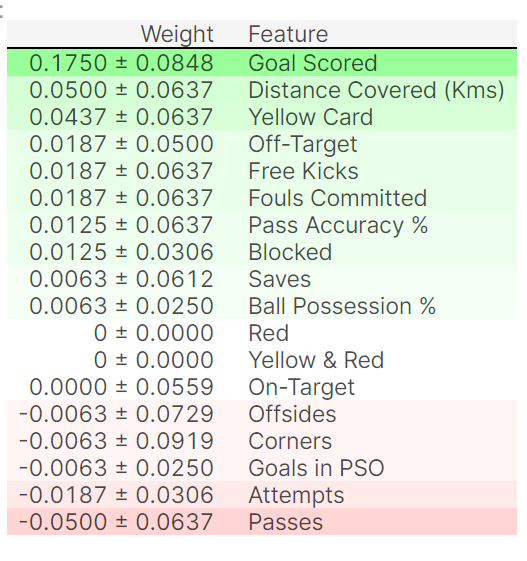 Weight Feature
0.1750 ± 0.0848 Goal Scored
0.0500 ± 0.0637 Distance Covered (Kms)
0.0437 ± 0.0637 Yellow Card
0.0187 ± 0.0500 Off-Target
0.0187 ± 0.0637 Free Kicks
0.0187 ± 0.0637 Fouls Committed
0.0125 ± 0.0637 Pass Accuracy %
0.0125 ± 0.0306 Blocked
0.0063 ± 0.0612 Saves
0.0063 ± 0.0250 Ball Possession %
0 ± 0.0000 Red
0 ± 0.0000 Yellow & Red
0.0000 ± 0.0559 On-Target
-0.0063 ± 0.0729 Offsides
-0.0063 ± 0.0919 Corners
-0.0063 ± 0.0250 Goals in PSO
-0.0187 ± 0.0306 Attempts
-0.0500 ± 0.0637 Passes